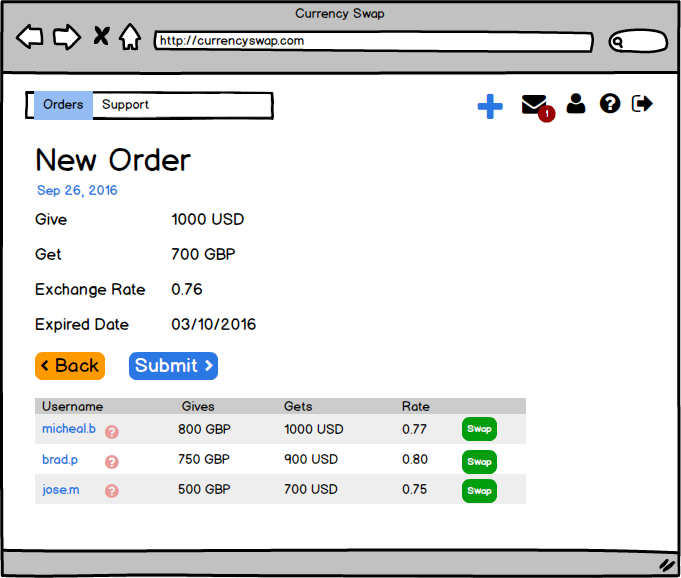 Currency Swap
http://currencyswap.com
Orders Support
1
New Order
Sep 26, 2016
Give 1000 USD
Get 700 GBP
Exchange Rate 0.76
Expired Date 03/10/2016
< Back Submit >
Username Gives Gets Rate
micheal.b ? 800 GBP 1000 USD 0.77 Swap
brad.p ? 750 GBP 900 USD 0.80 Swap
jose.m ? 500 GBP 700 USD 0.75 Swap